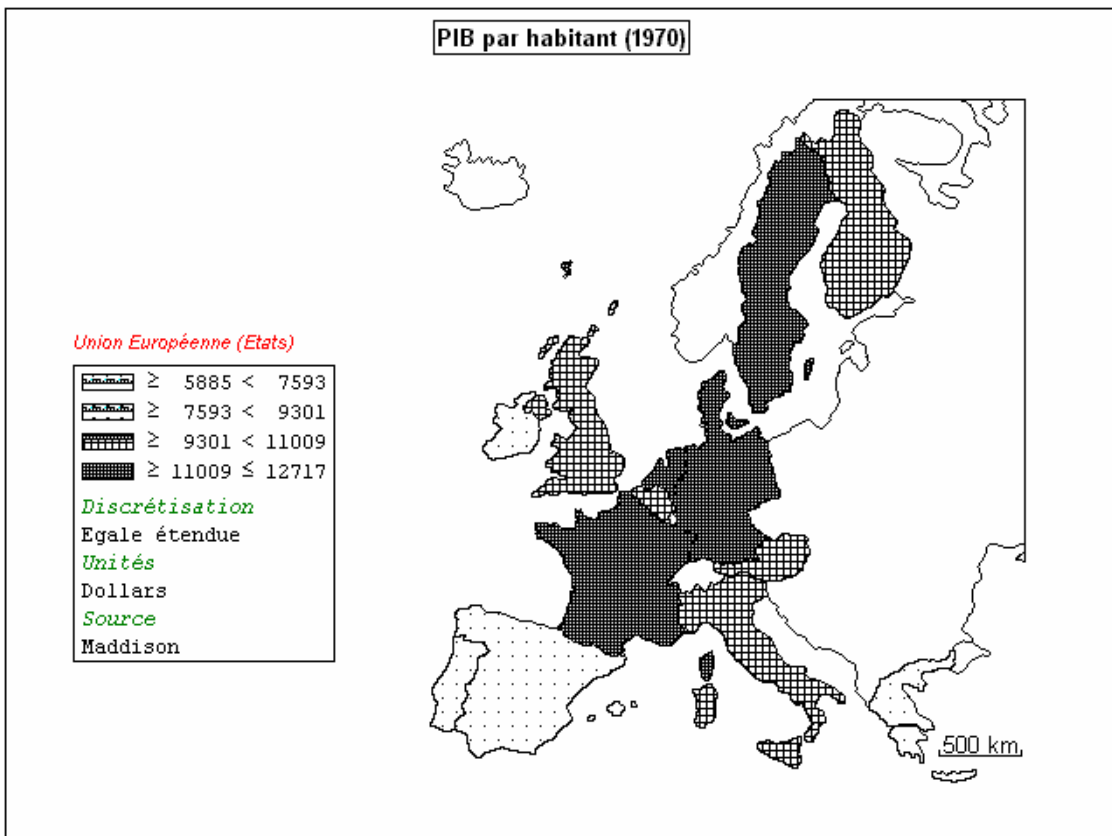 PIB par habitant (1970)
Union Européenne (Etats)
≥ 5885 < 7593
≥ 7593 < 9301
≥ 9301 < 11009
≥ 11009 ≤ 12717
Discrétisation
Egale étendue
Unités
Dollars
Source
Maddison
500 km